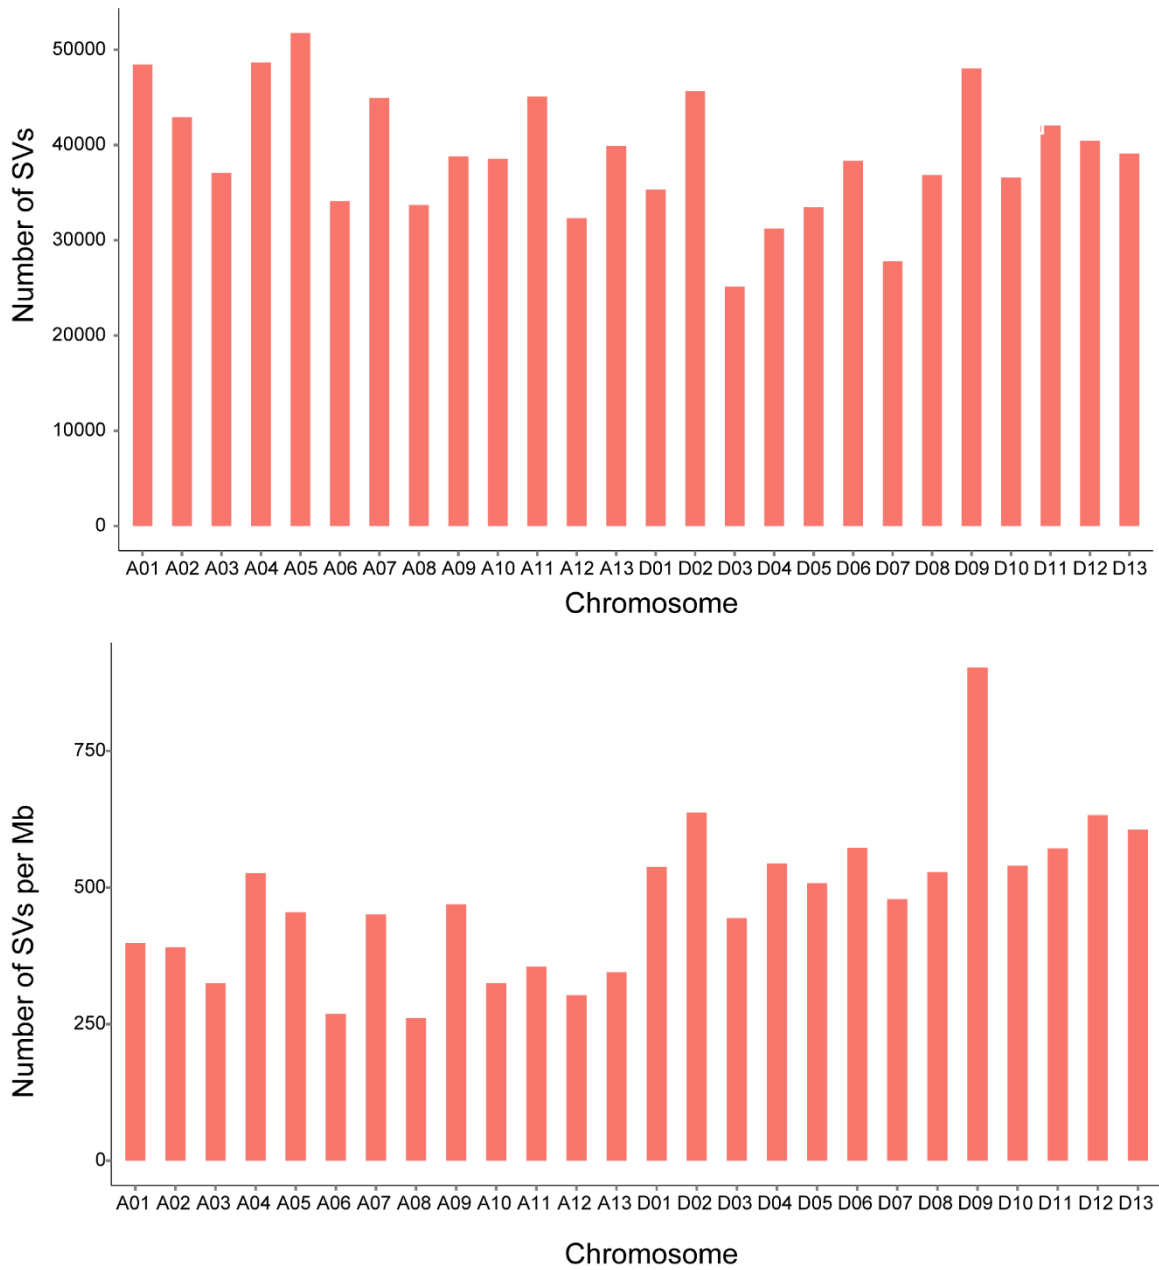 Number of SVs
50000
40000
30000
20000
10000
0
A01 A02 A03 A04 A05 A06 A07 A08 A09 A10 A11 A12 A13 D01 D02 D03 D04 D05 D06 D07 D08 D09 D10 D11 D12 D13
Chromosome
Number of SVs per Mb
750
500
250
0
A01 A02 A03 A04 A05 A06 A07 A08 A09 A10 A11 A12 A13 D01 D02 D03 D04 D05 D06 D07 D08 D09 D10 D11 D12 D13
Chromosome